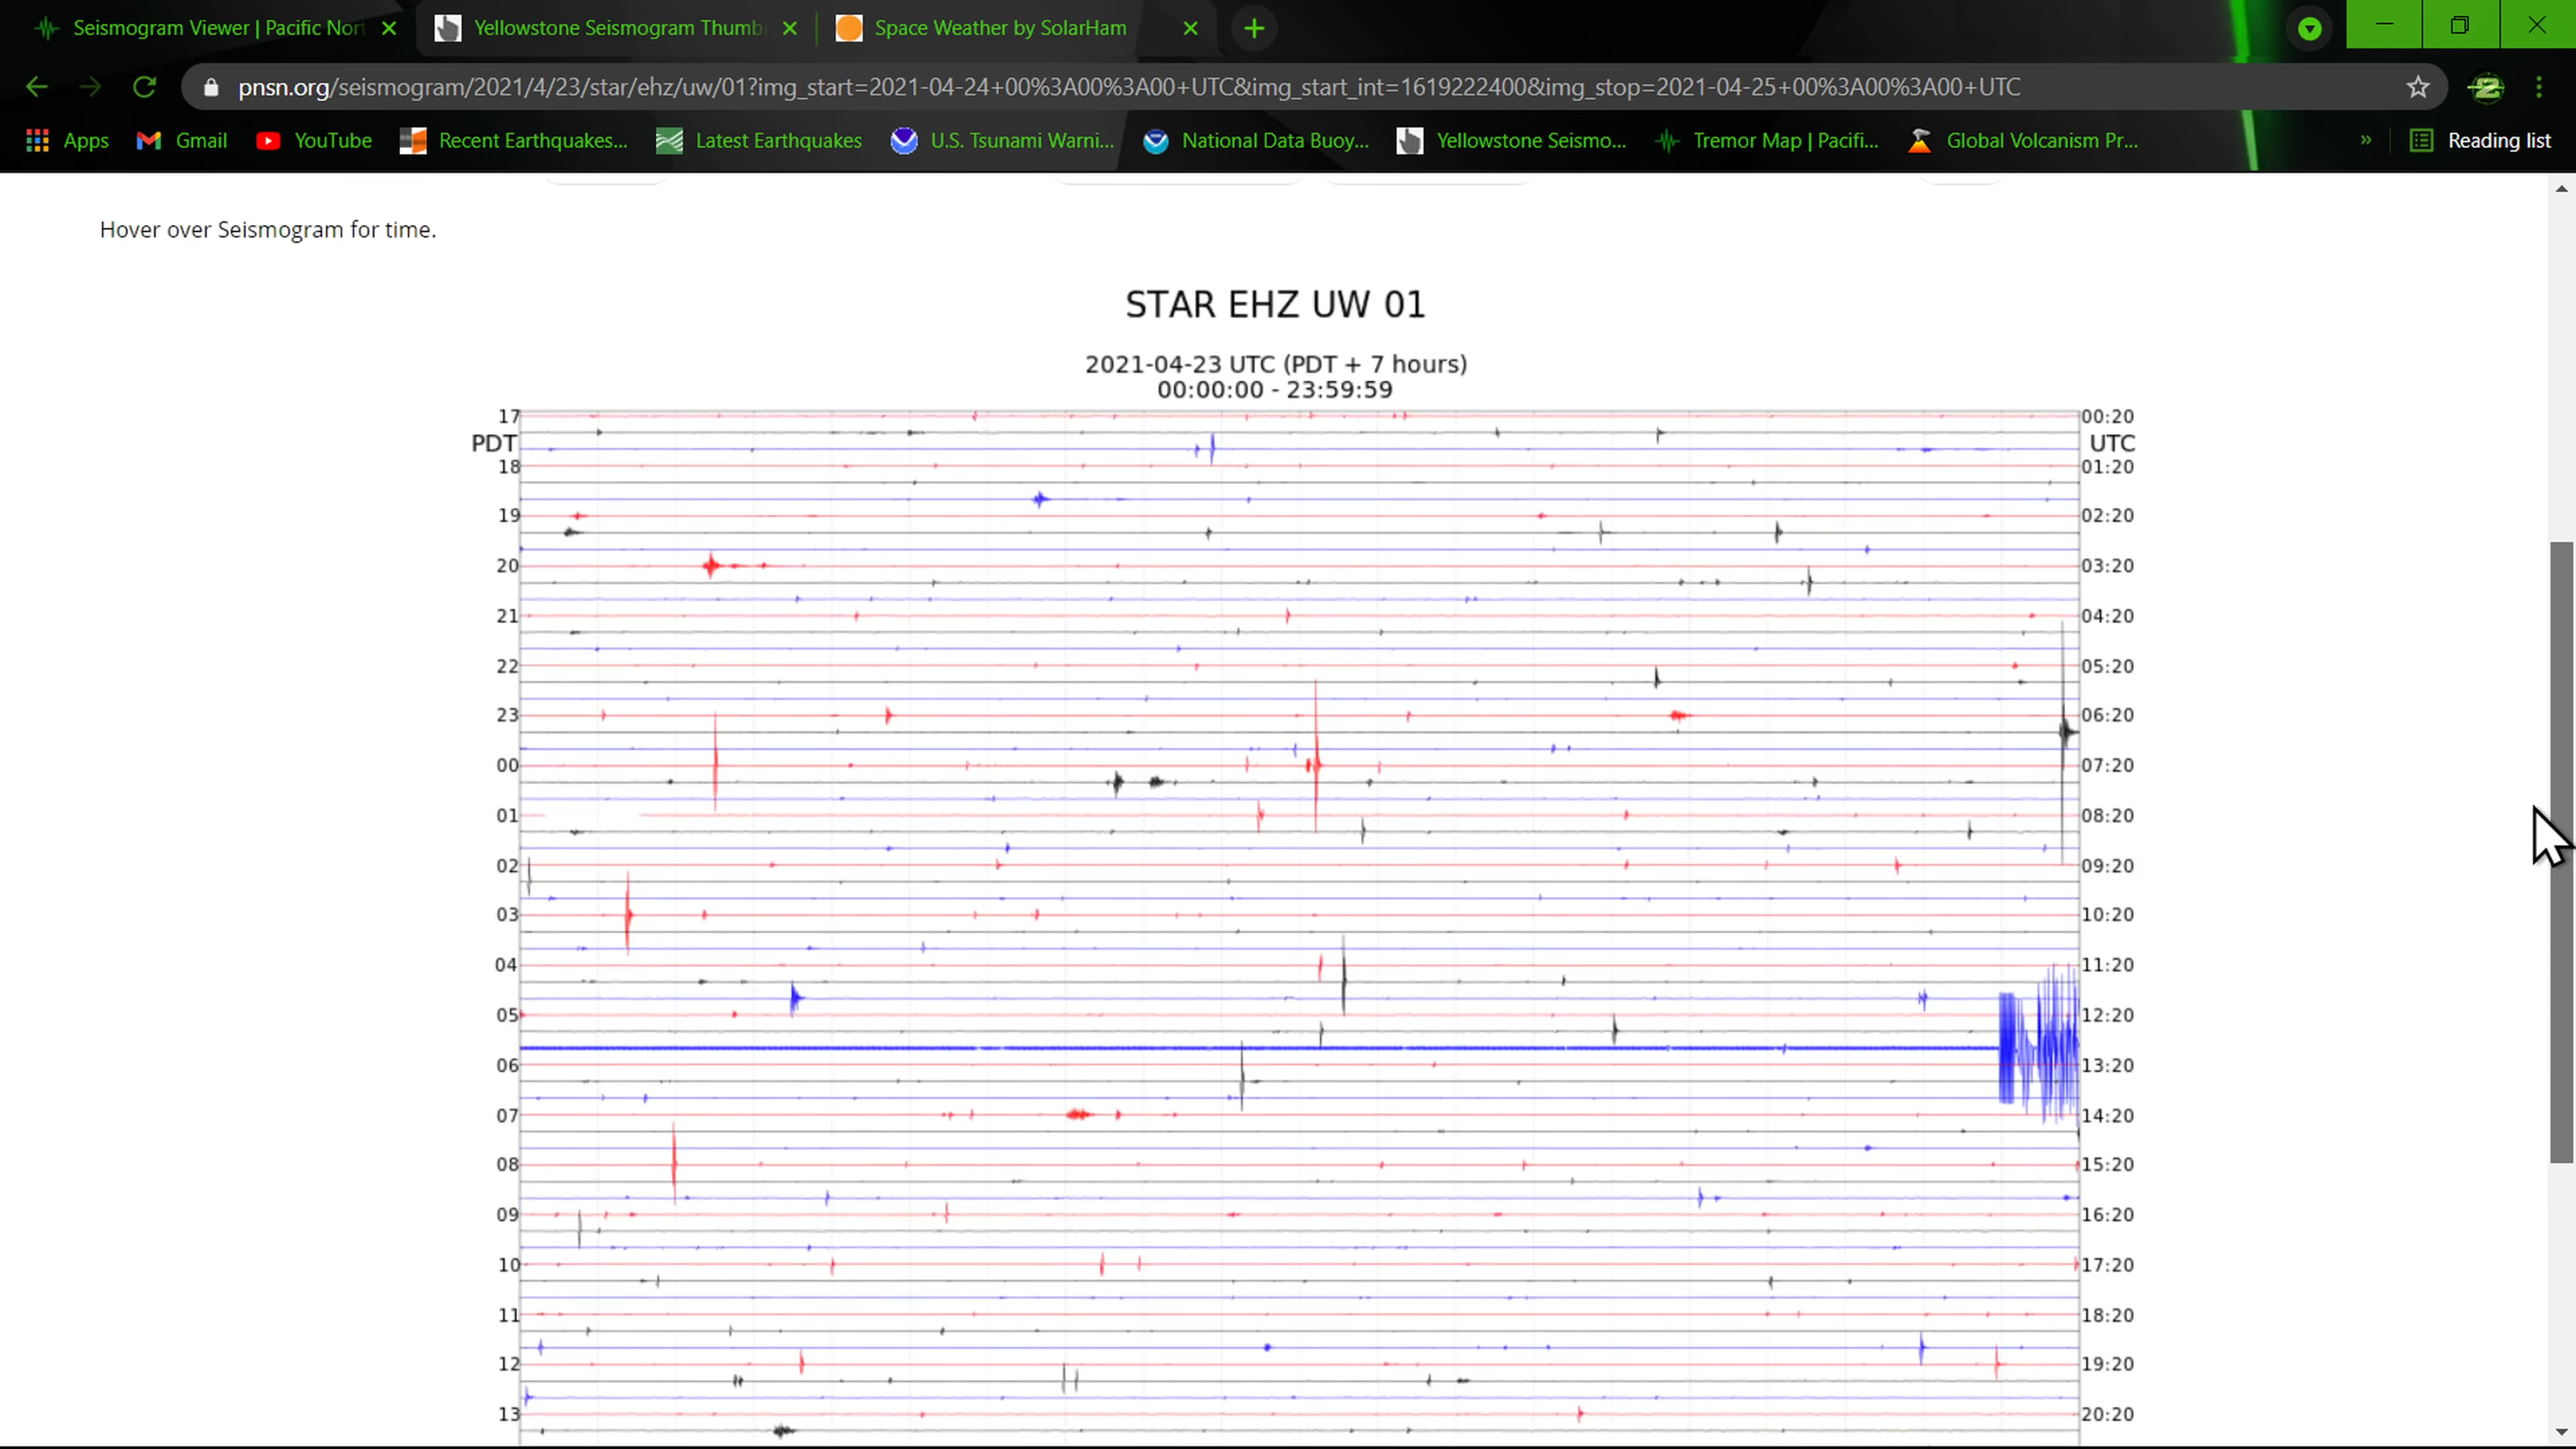 Seismogram Viewer | Pacific Nort
Yellowstone Seismogram Thumb
Space Weather by SolarHam
pnsn.org/seismogram/2021/4/23/star/ehz/uw/01?img_start=2021-04-24+00%3A00%3A00+UTC&img_start_int=1619222400&img_stop=2021-04-25+00%3A00%3A00+UTC
Apps Gmail YouTube Recent Earthquakes... Latest Earthquakes U.S. Tsunami Warni... National Data Buoy... Yellowstone Seismo... Tremor Map | Pacifi... Global Volcanism Pr... » Reading list
Hover over Seismogram for time.
STAR EHZ UW 01
2021-04-23 UTC (PDT + 7 hours)
00:00:00 - 23:59:59
17 00:20
PDT UTC
18 01:20
19 02:20
20 03:20
21 04:20
22 05:20
23 06:20
00 07:20
01 08:20
02 09:20
03 10:20
04 11:20
05 12:20
06 13:20
07 14:20
08 15:20
09 16:20
10 17:20
11 18:20
12 19:20
13 20:20